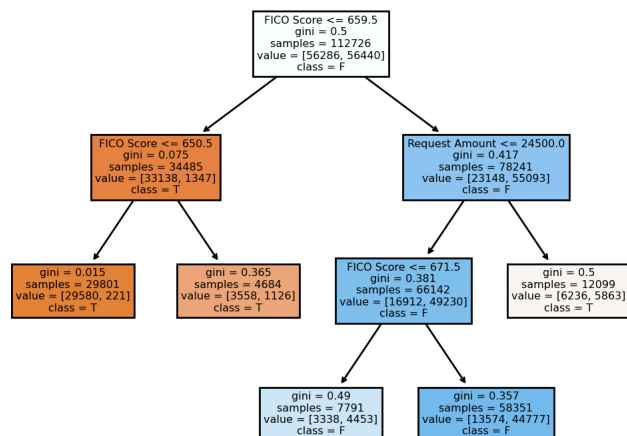 FICO Score <= 659.5
gini = 0.5
samples = 112726
value = [56286, 56440]
class = F
FICO Score <= 650.5
gini = 0.075
samples = 34485
value = [33138, 1347]
class = T
Request Amount <= 24500.0
gini = 0.417
samples = 78241
value = [23148, 55093]
class = F
gini = 0.015
samples = 29801
value = [29580, 221]
class = T
gini = 0.365
samples = 4684
value = [3558, 1126]
class = T
FICO Score <= 671.5
gini = 0.381
samples = 66142
value = [16912, 49230]
class = F
gini = 0.5
samples = 12099
value = [6236, 5863]
class = T
gini = 0.49
samples = 7791
value = [3338, 4453]
class = F
gini = 0.357
samples = 58351
value = [13574, 44777]
class = F